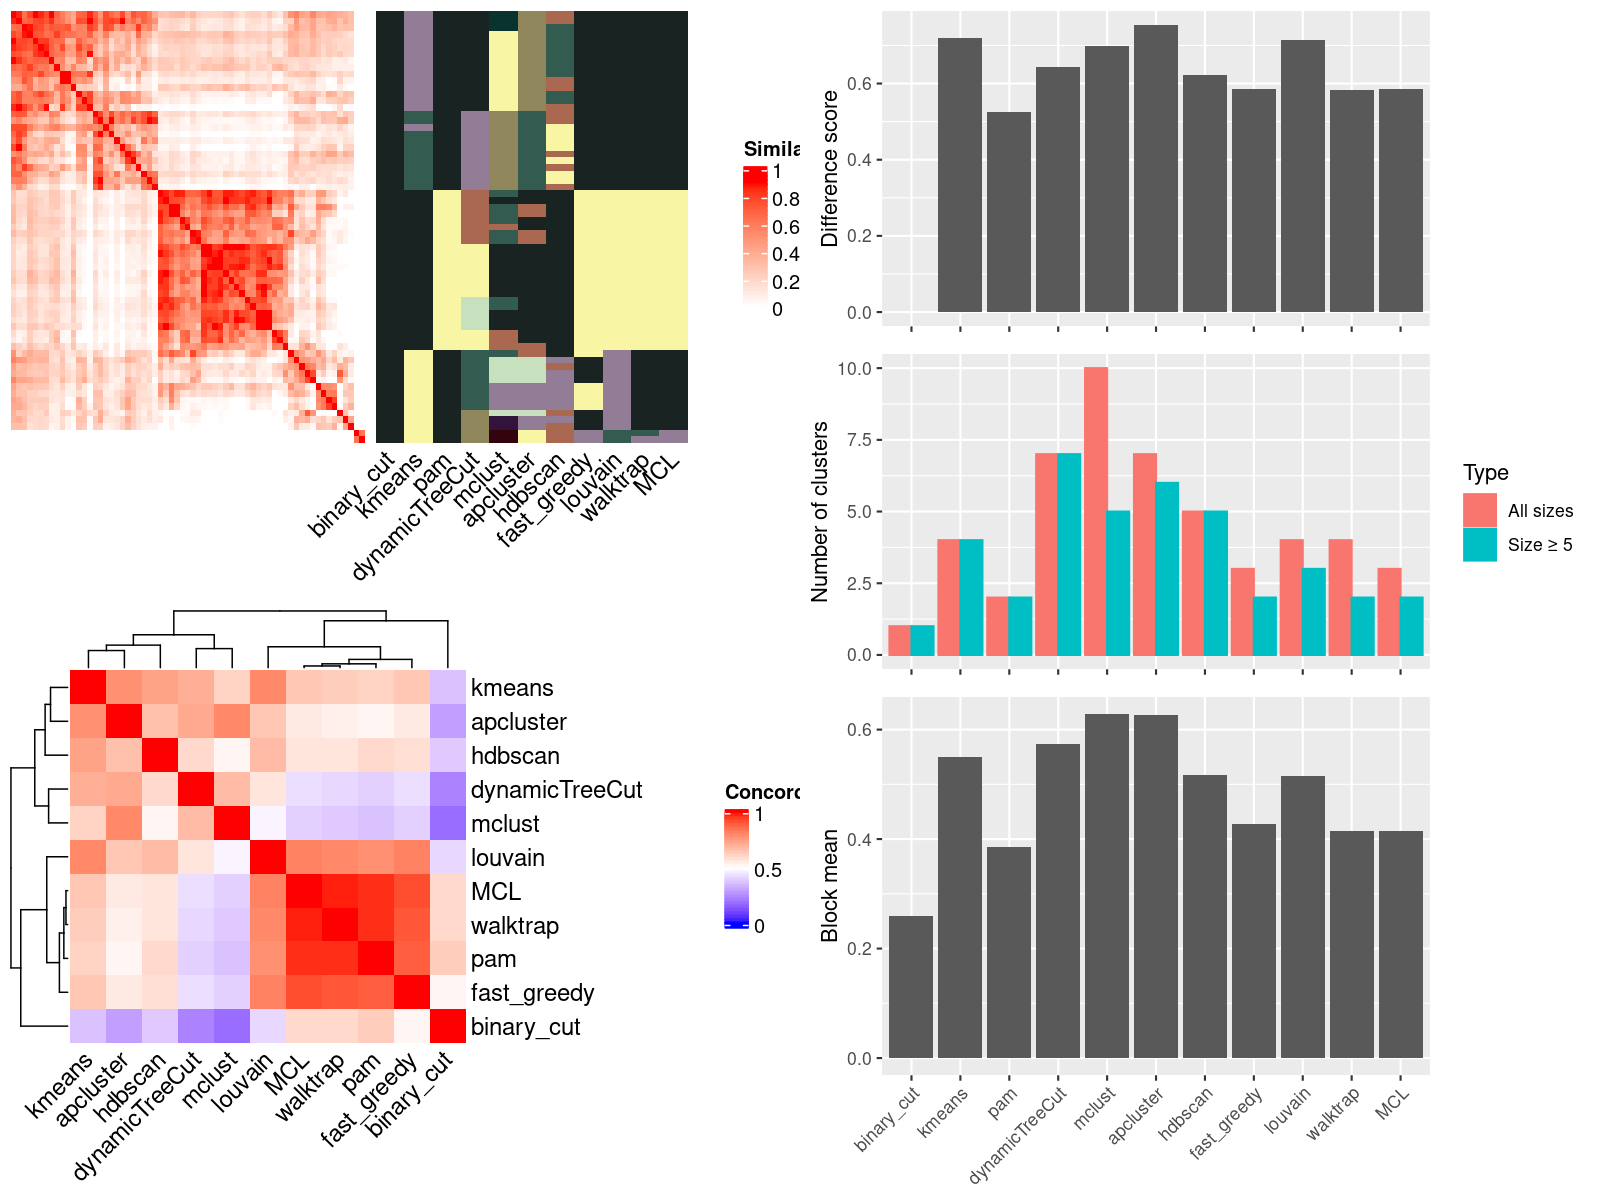 Simila
1
0.8
0.6
0.4
0.2
0
binary_cut
kmeans
pam
dynamicTreeCut
mclust
apcluster
hdbscan
fast_greedy
louvain
walktrap
MCL
kmeans
apcluster
hdbscan
dynamicTreeCut
mclust
louvain
MCL
walktrap
pam
fast_greedy
binary_cut
Concord
1
0.5
0
kmeans
apcluster
hdbscan
dynamicTreeCut
mclust
louvain
MCL
walktrap
pam
fast_greedy
binary_cut
Difference score
0.6
0.4
0.2
0.0
Number of clusters
10.0
7.5
5.0
2.5
0.0
Type
All sizes
Size ≥ 5
Block mean
0.6
0.4
0.2
0.0
binary_cut
kmeans
pam
dynamicTreeCut
mclust
apcluster
hdbscan
fast_greedy
louvain
walktrap
MCL